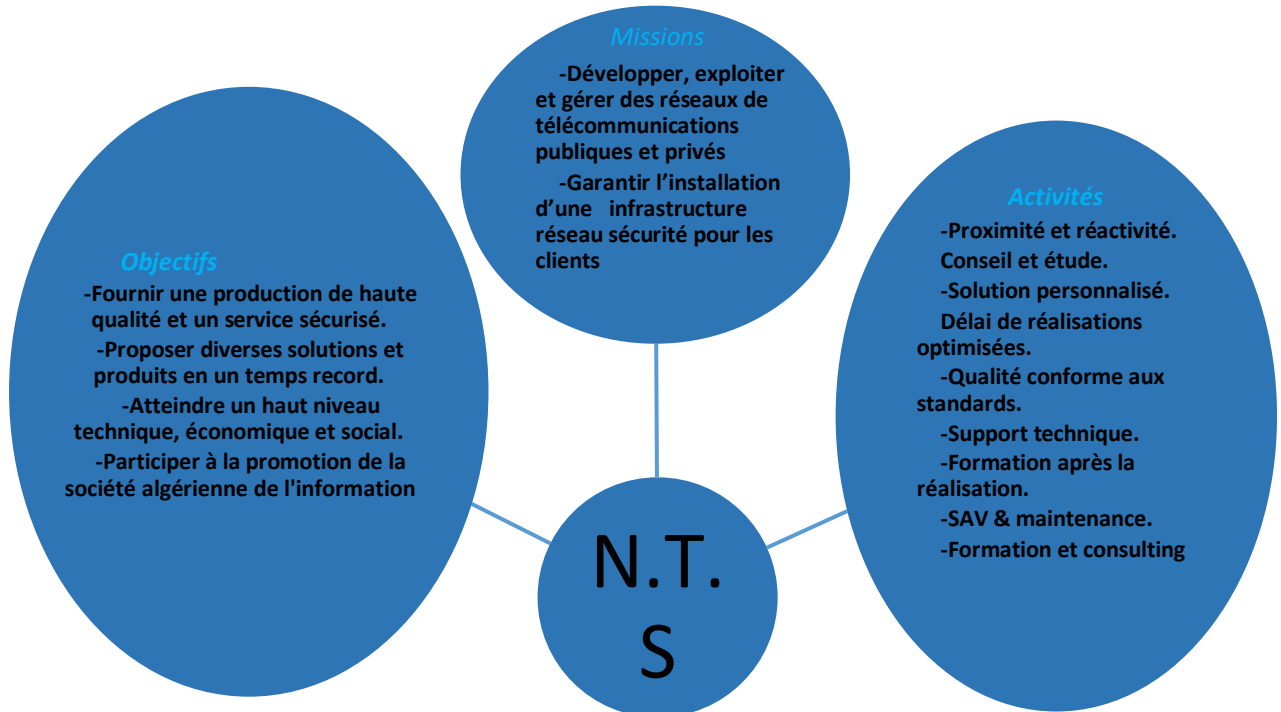 Missions
-Développer, exploiter
et gérer des réseaux de
télécommunications
publiques et privés
-Garantir l’installation
d’une infrastructure
réseau sécurité pour les
clients
Objectifs
-Fournir une production de haute
qualité et un service sécurisé.
-Proposer diverses solutions et
produits en un temps record.
-Atteindre un haut niveau
technique, économique et social.
-Participer à la promotion de la
société algérienne de l'information
Activités
-Proximité et réactivité.
Conseil et étude.
-Solution personnalisé.
Délai de réalisations
optimisées.
-Qualité conforme aux
standards.
-Support technique.
-Formation après la
réalisation.
-SAV & maintenance.
-Formation et consulting
N.T.
S